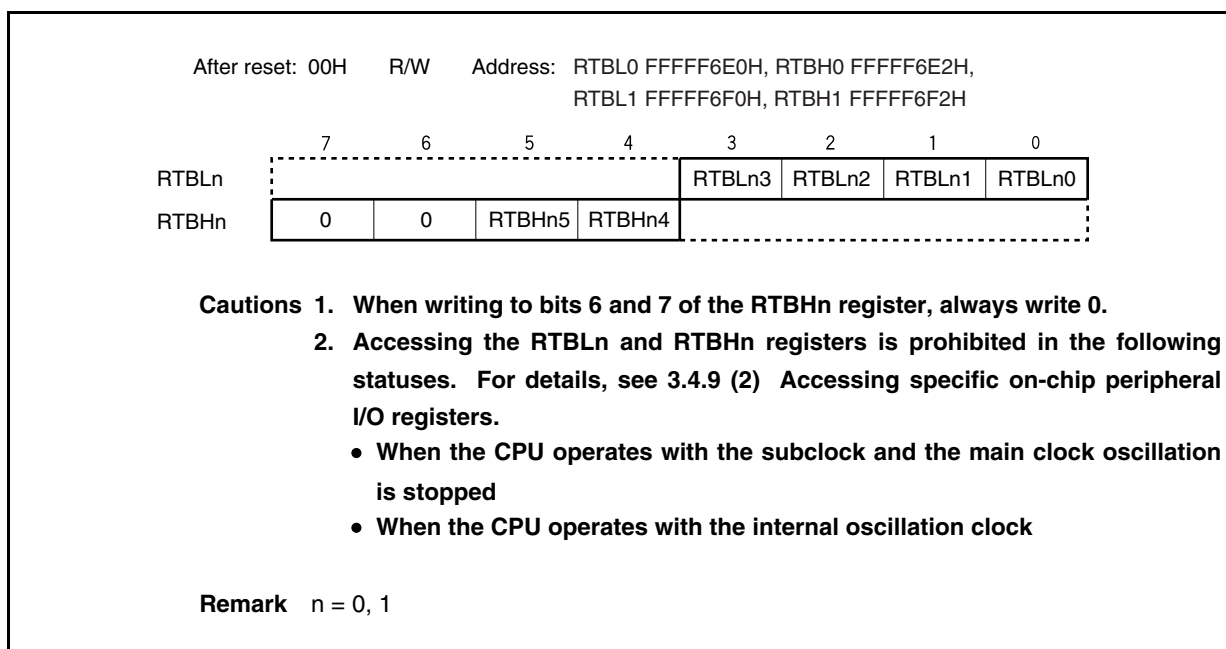 After reset: 00H R/W Address: RTBL0 FFFFF6E0H, RTBH0 FFFFF6E2H,
RTBL1 FFFFF6F0H, RTBH1 FFFFF6F2H
7 6 5 4 3 2 1 0
RTBLn RTBLn3 RTBLn2 RTBLn1 RTBLn0
RTBHn 0 0 RTBHn5 RTBHn4
Cautions 1. When writing to bits 6 and 7 of the RTBHn register, always write 0.
2. Accessing the RTBLn and RTBHn registers is prohibited in the following
statuses. For details, see 3.4.9 (2) Accessing specific on-chip peripheral
I/O registers.
• When the CPU operates with the subclock and the main clock oscillation
is stopped
• When the CPU operates with the internal oscillation clock
Remark n = 0, 1